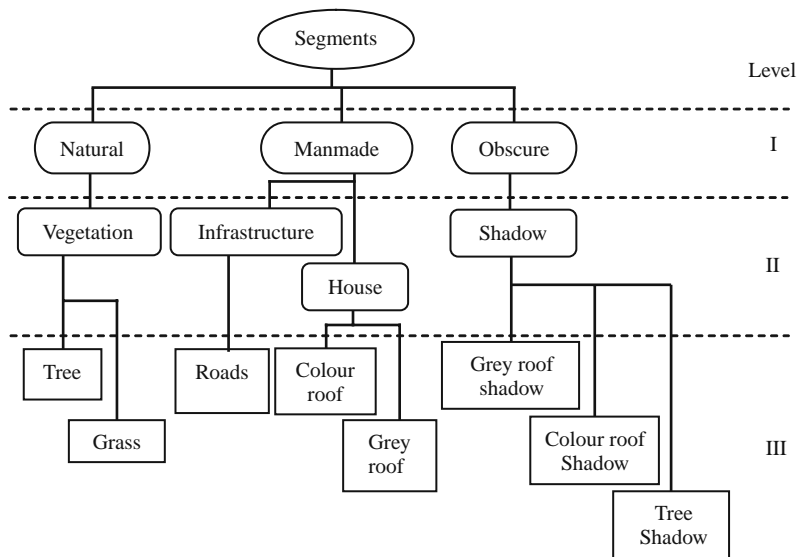 Segments
Level
Natural
Manmade
Obscure
I
Vegetation
Infrastructure
Shadow
II
House
Tree
Roads
Colour
roof
Grey roof
shadow
Grass
Grey
roof
Colour roof
Shadow
III
Tree
Shadow